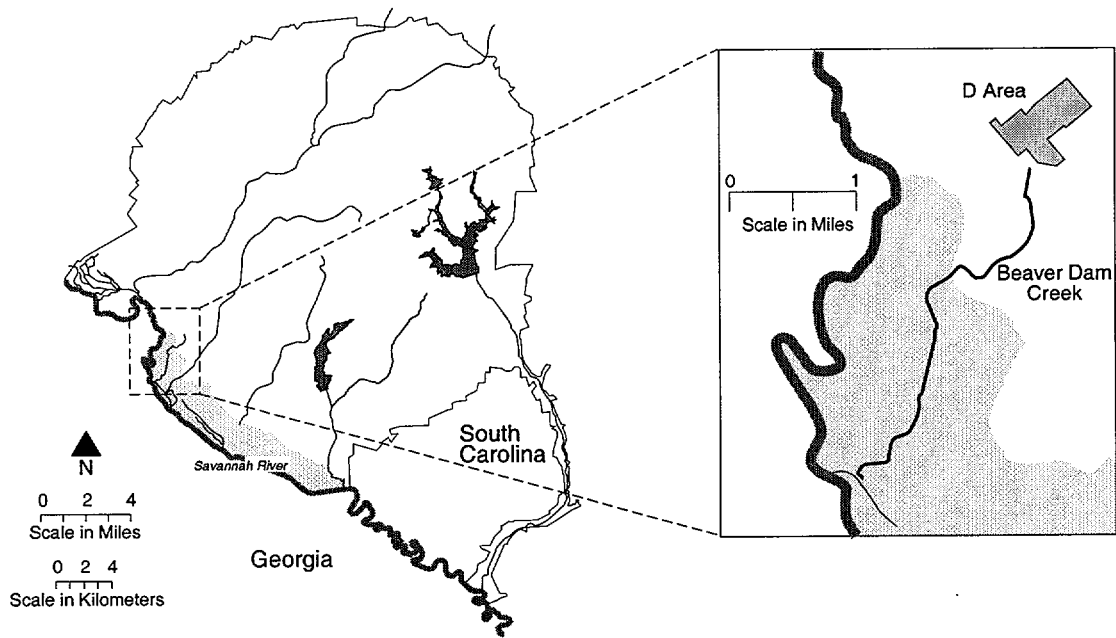 D Area
0 1
Scale in Miles
Beaver Dam
Creek
South
Carolina
Savannah River
N
0 2 4
Scale in Miles
Georgia
0 2 4
Scale in Kilometers